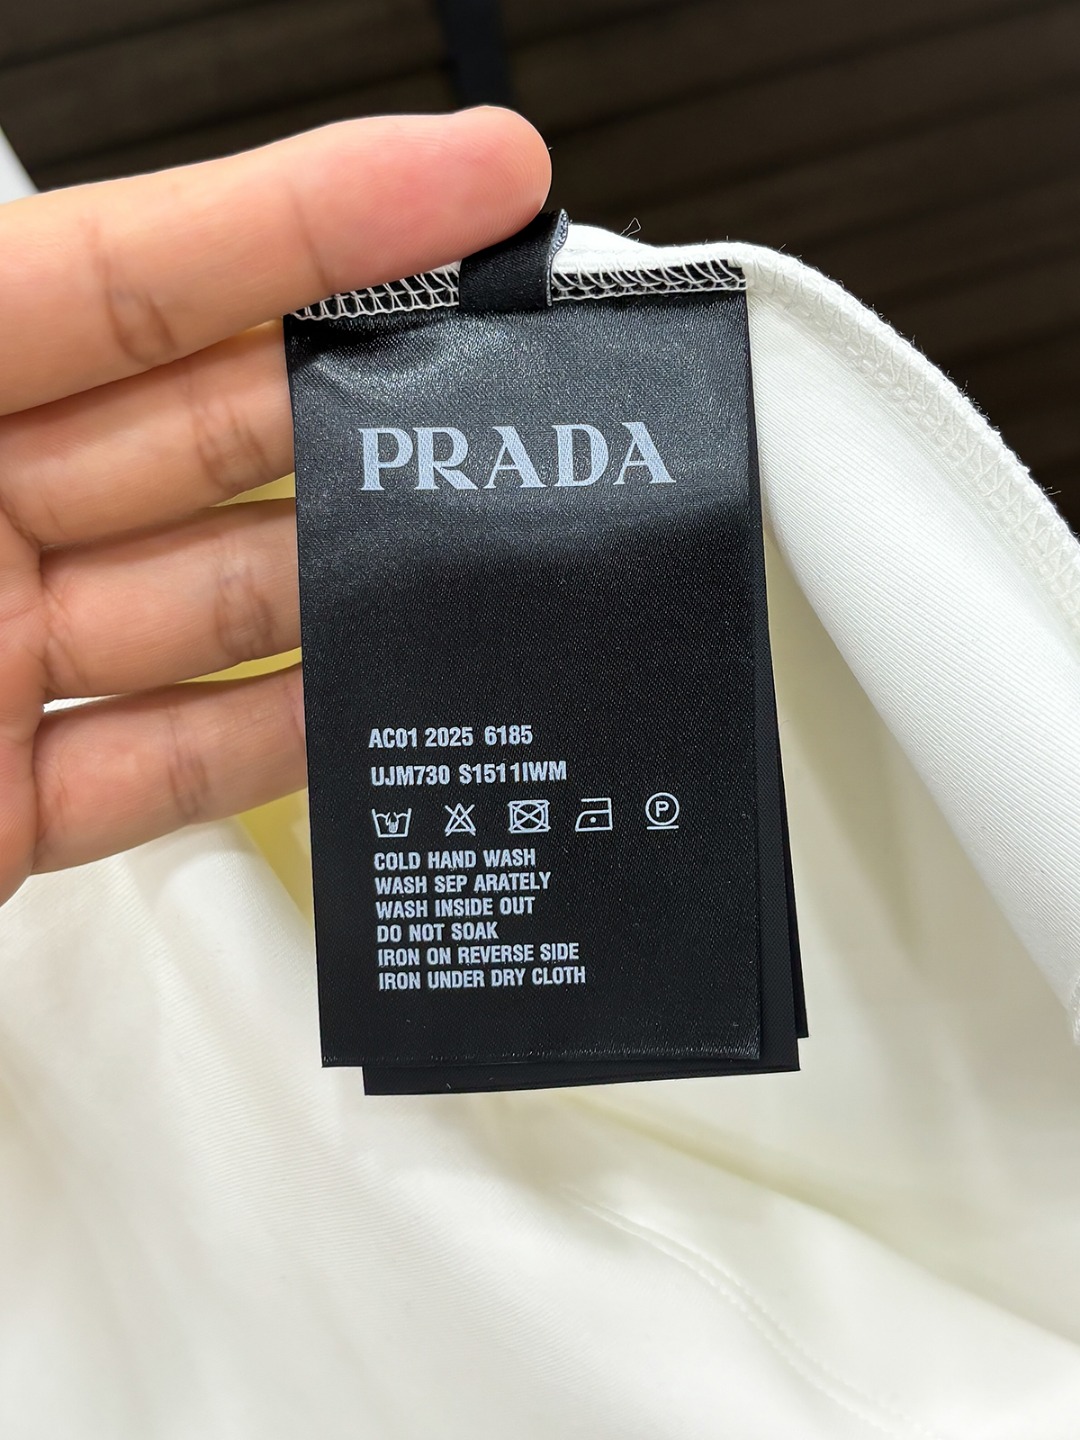 PRADA
AC01 2025 6185
UJM730 S1511IWM
P
COLD HAND WASH
WASH SEP ARATELY
WASH INSIDE OUT
DO NOT SOAK
IRON ON REVERSE SIDE
IRON UNDER DRY CLOTH